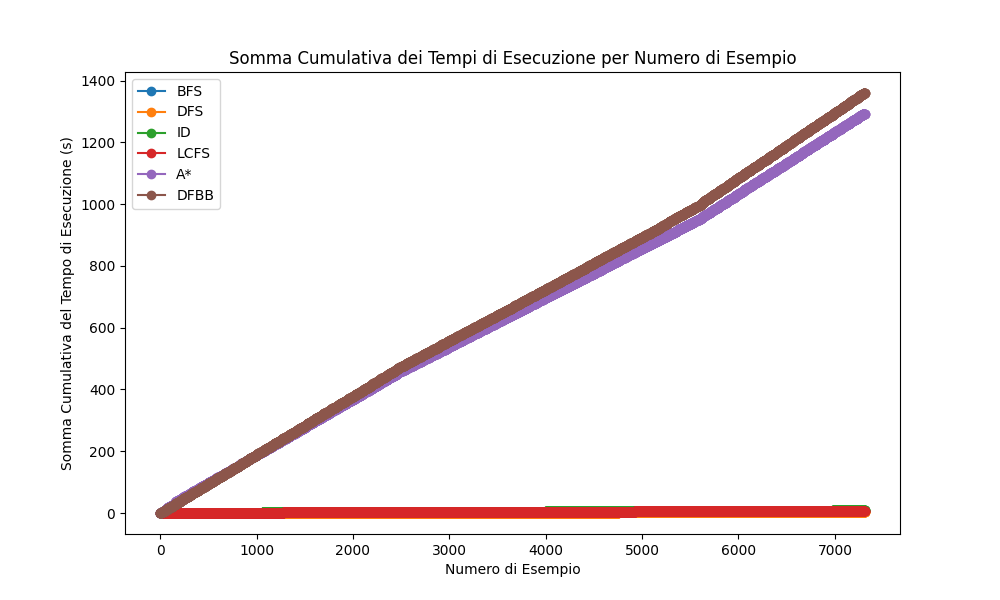 Somma Cumulativa dei Tempi di Esecuzione per Numero di Esempio
Somma Cumulativa del Tempo di Esecuzione (s)
1400
1200
1000
800
600
400
200
0
BFS
DFS
ID
LCFS
A*
DFBB
0 1000 2000 3000 4000 5000 6000 7000
Numero di Esempio